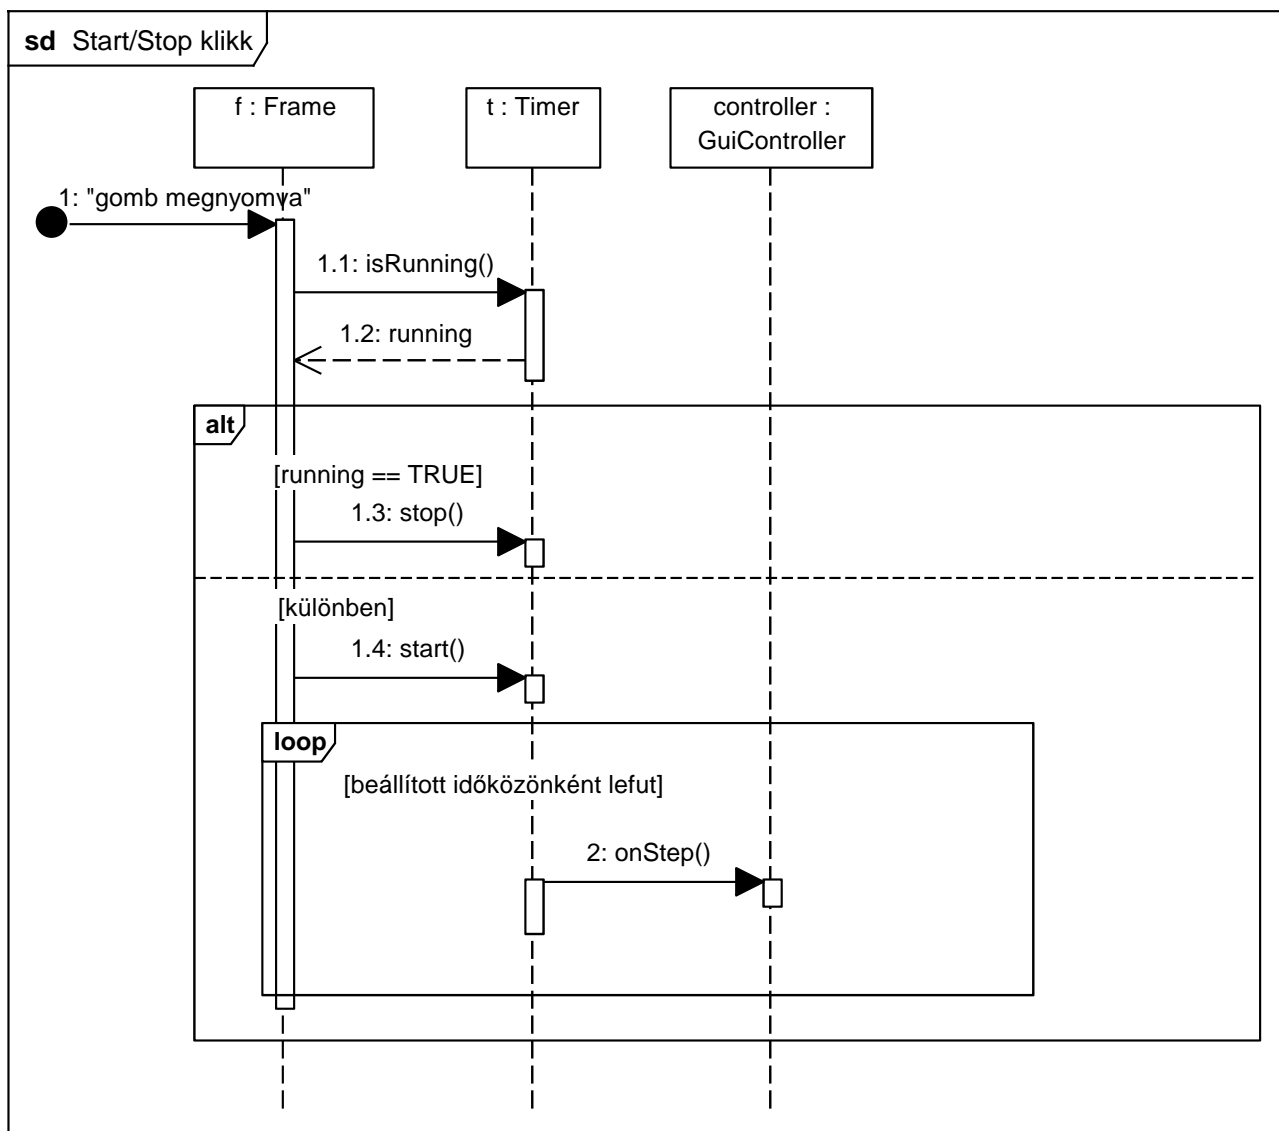 sd Start/Stop klikk
f : Frame
t : Timer
controller :
GuiController
1: "gomb megnyomva"
1.1: isRunning()
1.2: running
alt
[running == TRUE]
1.3: stop()
[különben]
1.4: start()
loop
[beállított időközönként lefut]
2: onStep()